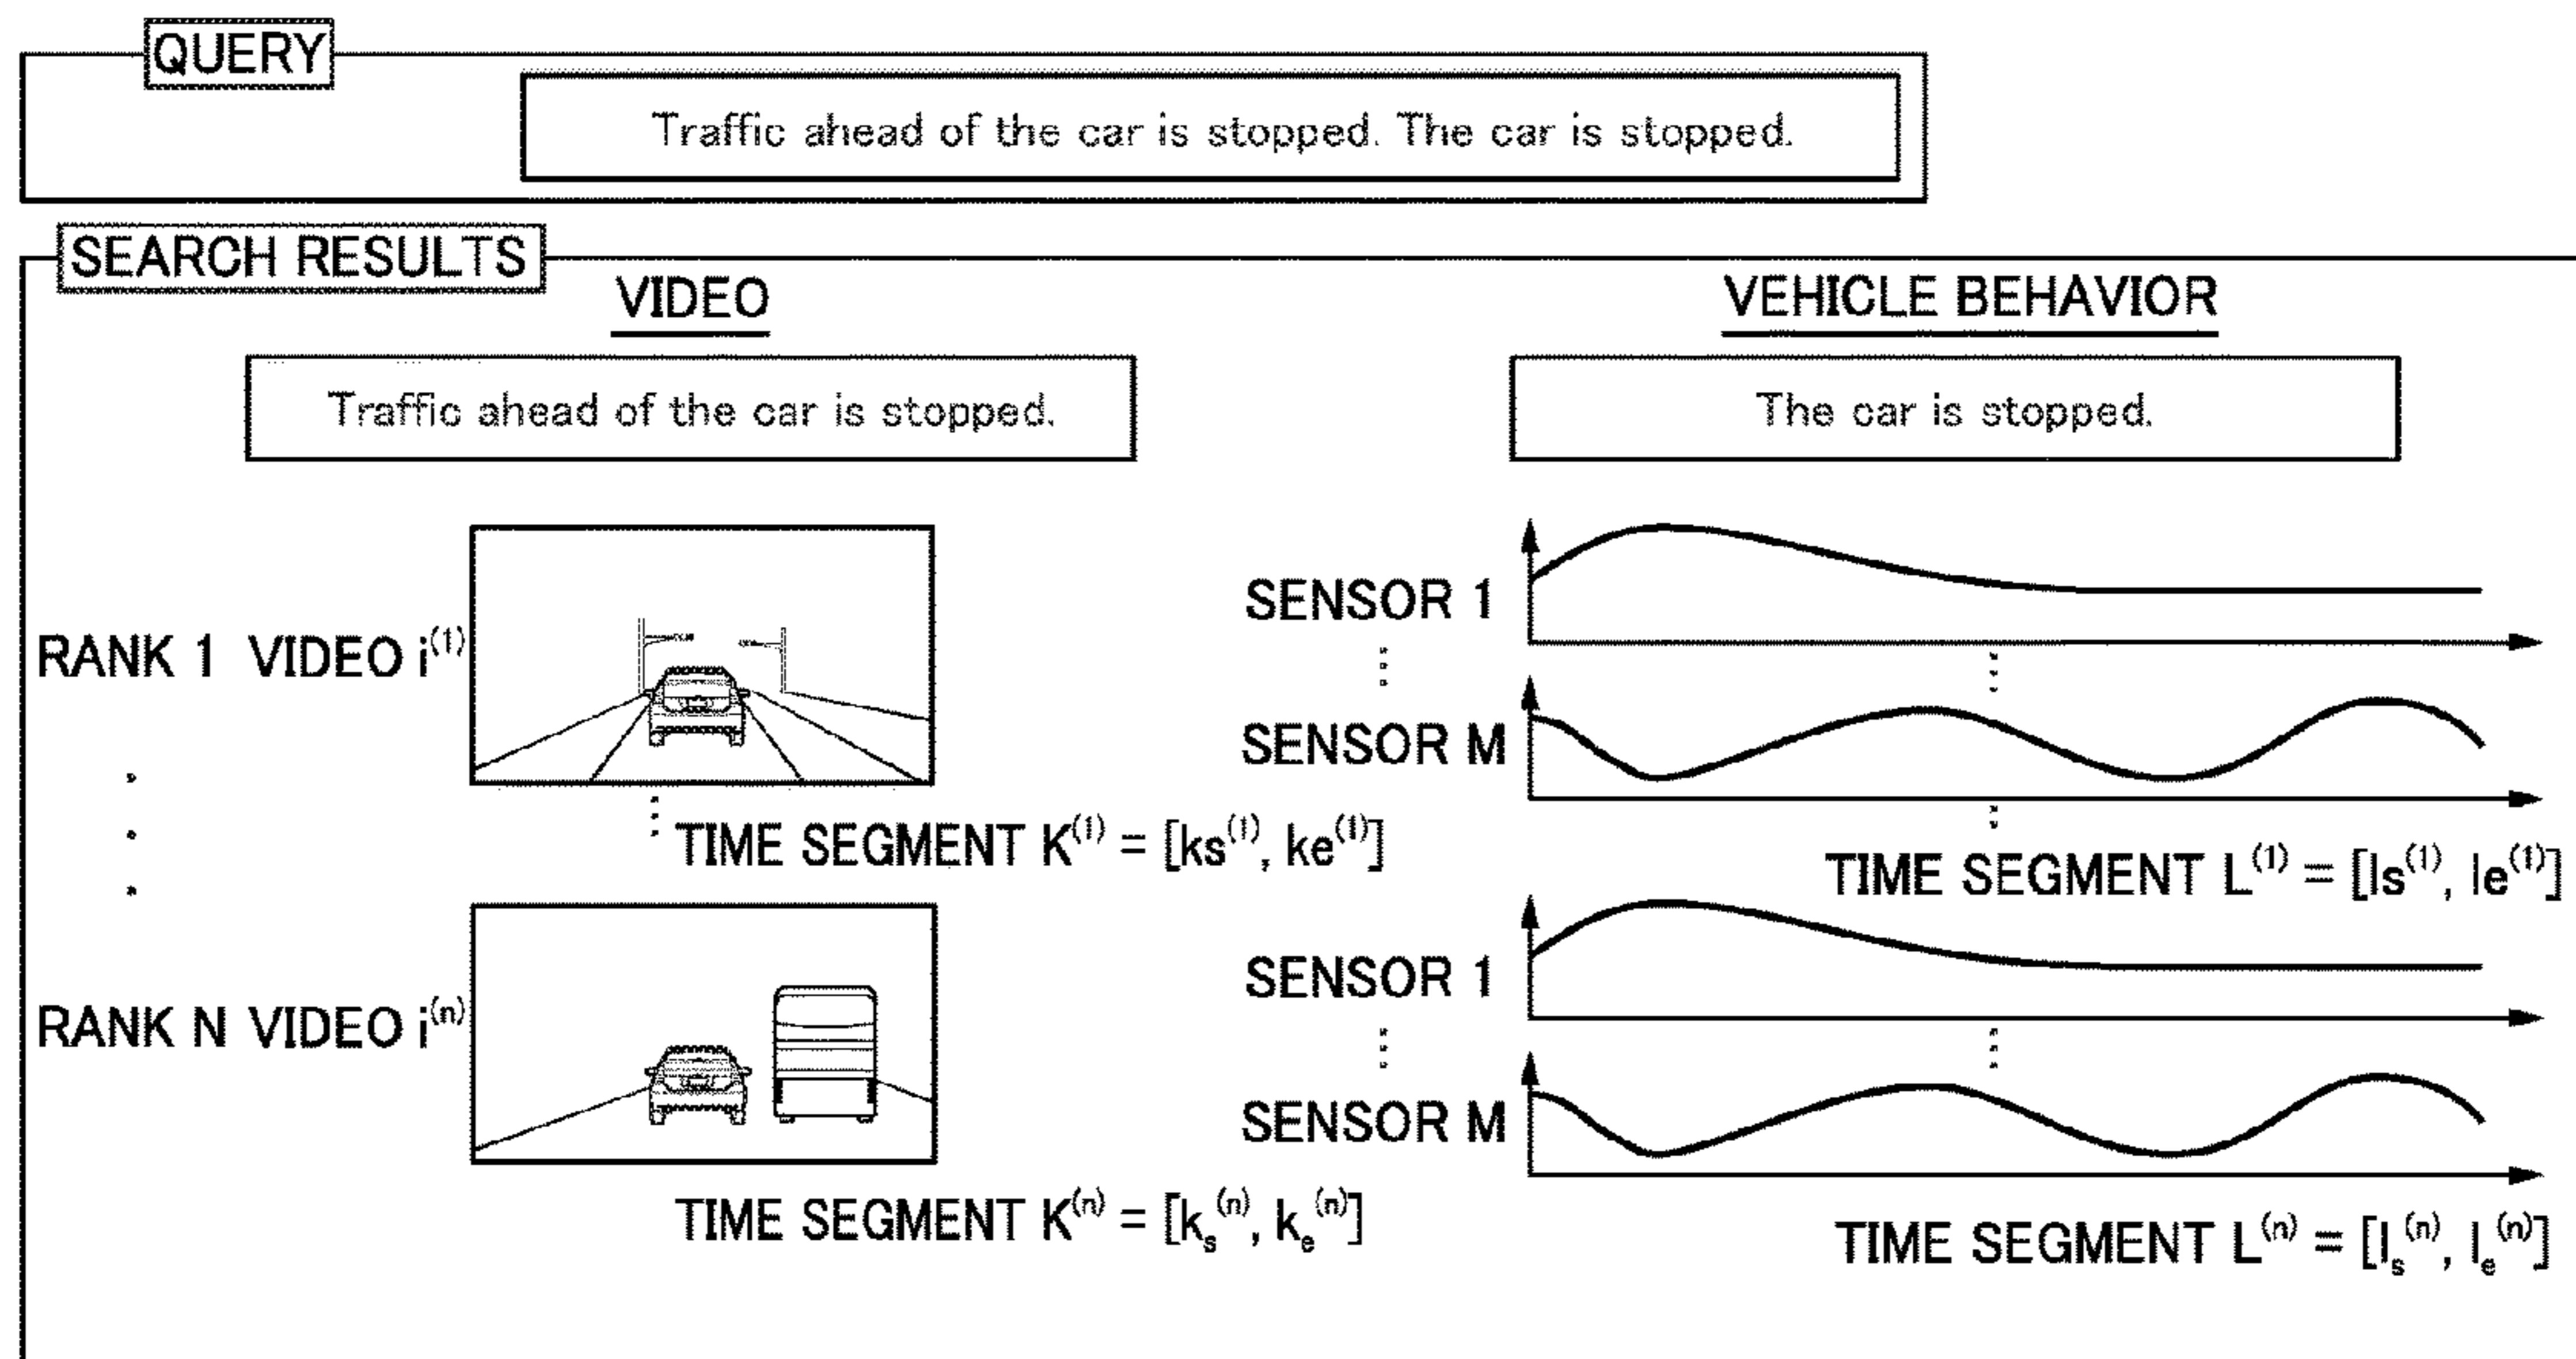 QUERY
Traffic ahead of the car is stopped. The car is stopped.
SEARCH RESULTS
VIDEO
VEHICLE BEHAVIOR
Traffic ahead of the car is stopped.
The car is stopped.
RANK 1 VIDEO i⁽¹⁾
SENSOR 1
SENSOR M
TIME SEGMENT K⁽¹⁾ = [ks⁽¹⁾, ke⁽¹⁾]
TIME SEGMENT L⁽¹⁾ = [ls⁽¹⁾, le⁽¹⁾]
RANK N VIDEO i⁽ⁿ⁾
SENSOR 1
SENSOR M
TIME SEGMENT K⁽ⁿ⁾ = [kₛ⁽ⁿ⁾, kₑ⁽ⁿ⁾]
TIME SEGMENT L⁽ⁿ⁾ = [lₛ⁽ⁿ⁾, lₑ⁽ⁿ⁾]